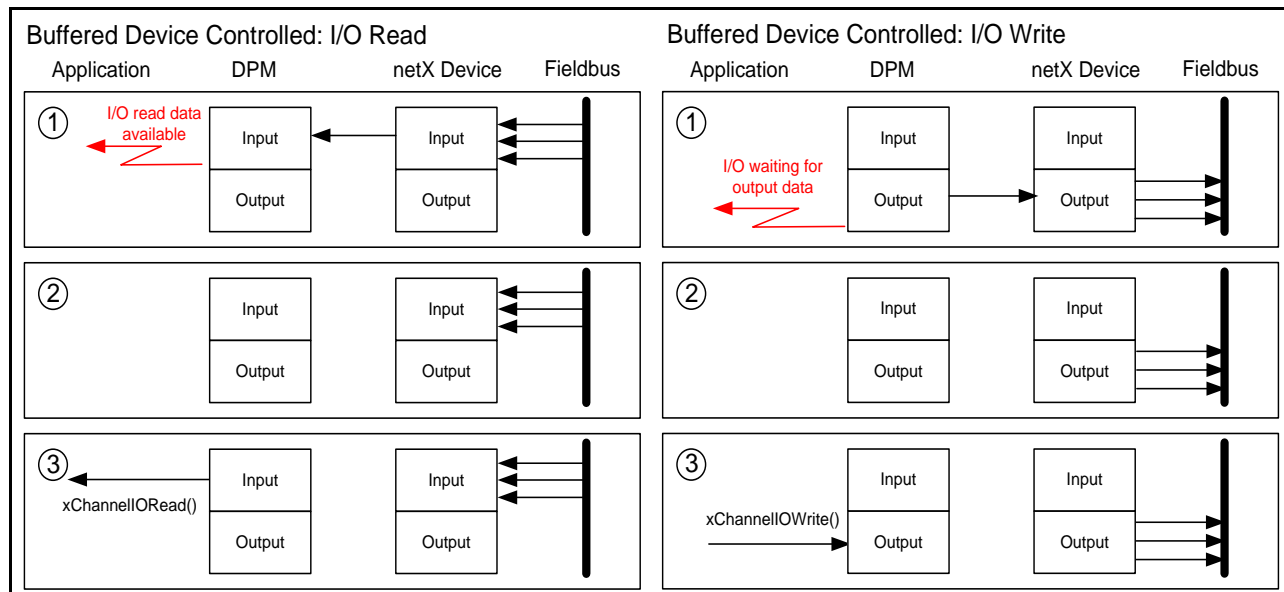 Buffered Device Controlled: I/O Read
Application DPM netX Device Fieldbus
1
I/O read data
available
Input Input
Output Output
2
Input Input
Output Output
3
Input Input
xChannelIORead()
Output Output
Buffered Device Controlled: I/O Write
Application DPM netX Device Fieldbus
1
Input Input
I/O waiting for
output data
Output Output
2
Input Input
Output Output
3
Input Input
xChannelIOWrite()
Output Output